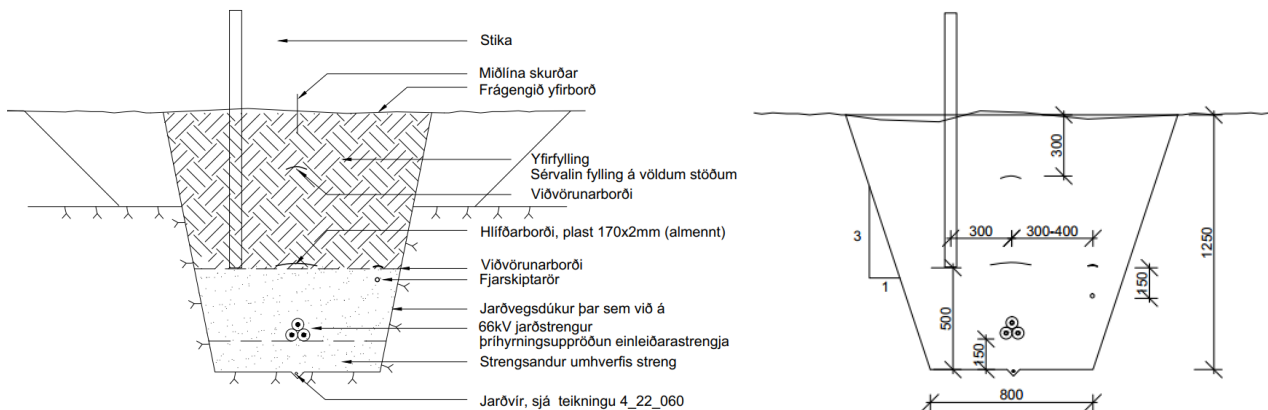 Stika
Miðlína skurðar
Frágengið yfirborð
Yfirfylling
Sérvalin fylling á völdum stöðum
Viðvörunarborði
Hlífðarborði, plast 170x2mm (almennt)
Viðvörunarborði
Fjarskiptarör
Jarðvegsdúkur þar sem við á
66kV jarðstrengur
þríhyrningsuppröðun einleiðarastrengja
Strengsandur umhverfis streng
Jarðvír, sjá teikningu 4_22_060
300
3
1
300
300-400
1250
500
150
150
800